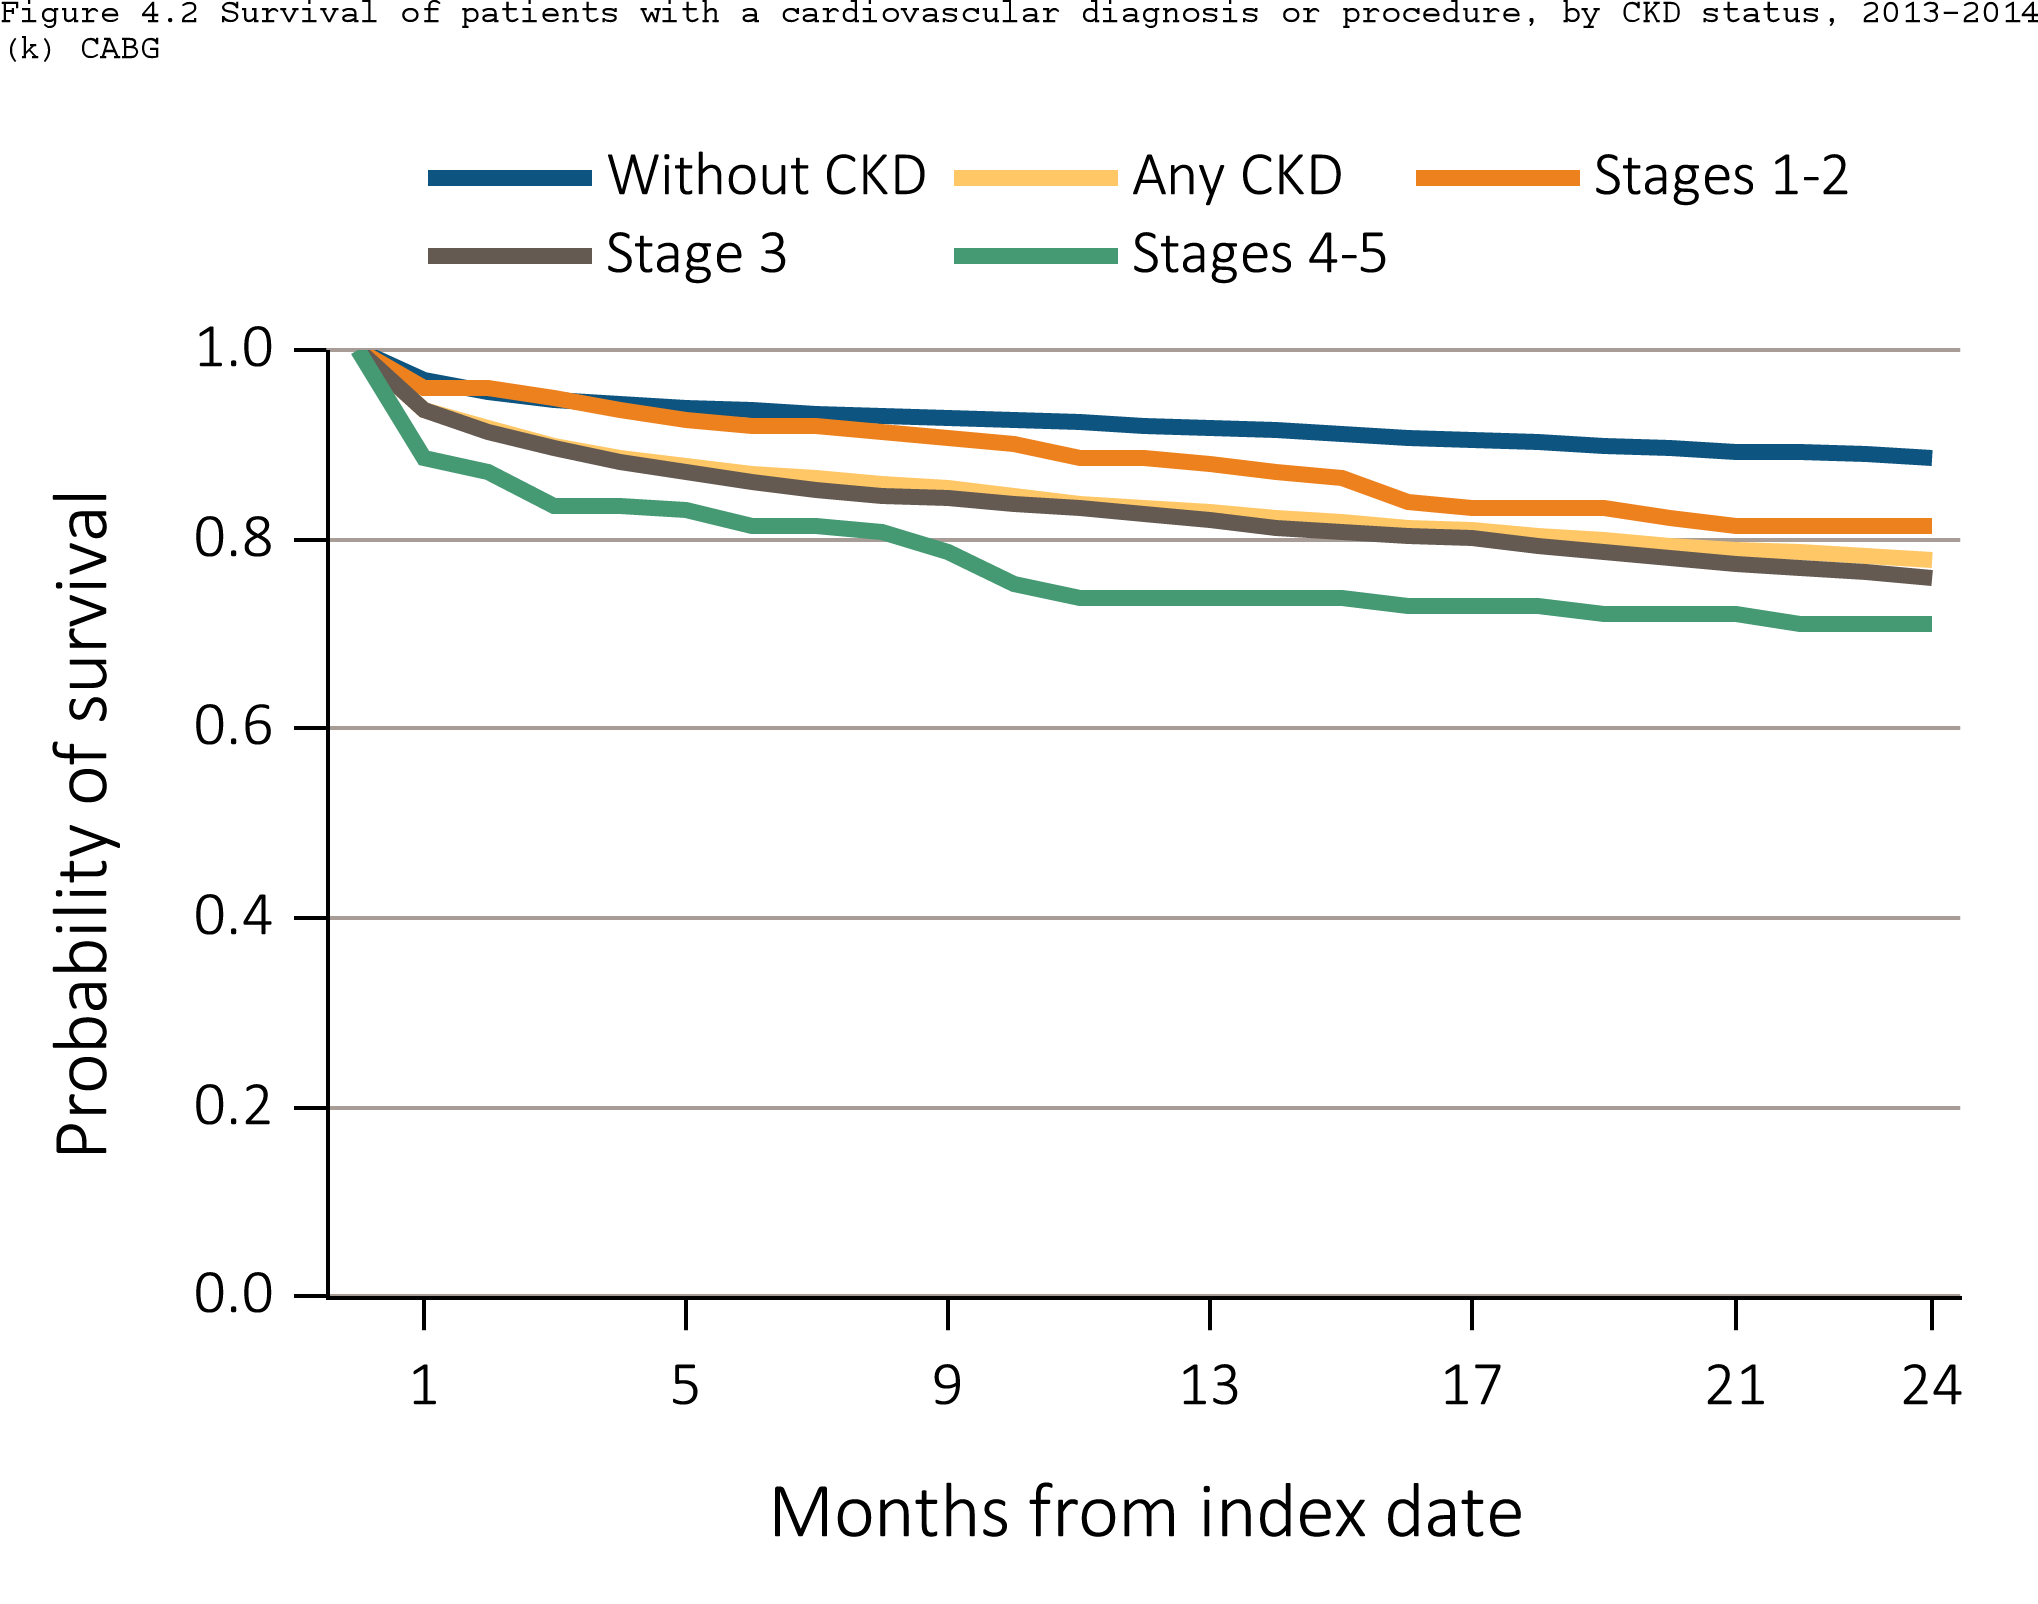 Figure 4.2 Survival of patients with a cardiovascular diagnosis or procedure, by CKD status, 2013-2014
(k) CABG
Without CKD Any CKD Stages 1-2
Stage 3 Stages 4-5
1.0
0.8
0.6
0.4
0.2
0.0
Probability of survival
1 5 9 13 17 21 24
Months from index date